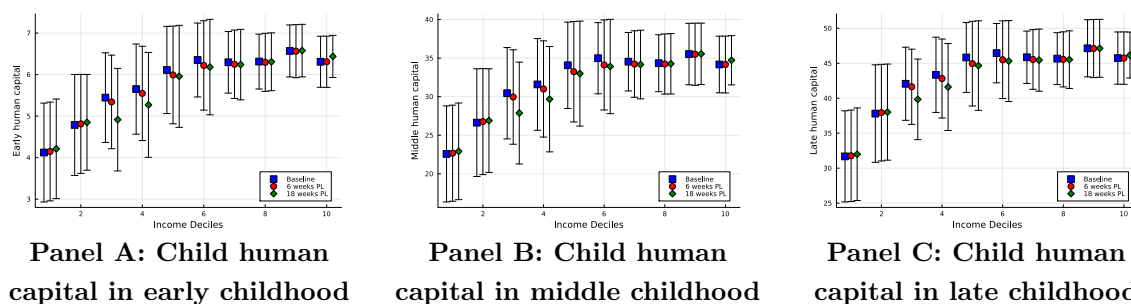 7
6
5
4
3
Early human capital
2
4
6
8
10
Income Deciles
Baseline
6 weeks PL
18 weeks PL
Panel A: Child human
capital in early childhood
40
35
30
25
20
Middle human capital
2
4
6
8
10
Income Deciles
Baseline
6 weeks PL
18 weeks PL
Panel B: Child human
capital in middle childhood
50
45
40
35
30
25
Late human capital
2
4
6
8
10
Income Deciles
Baseline
6 weeks PL
18 weeks PL
Panel C: Child human
capital in late childhood